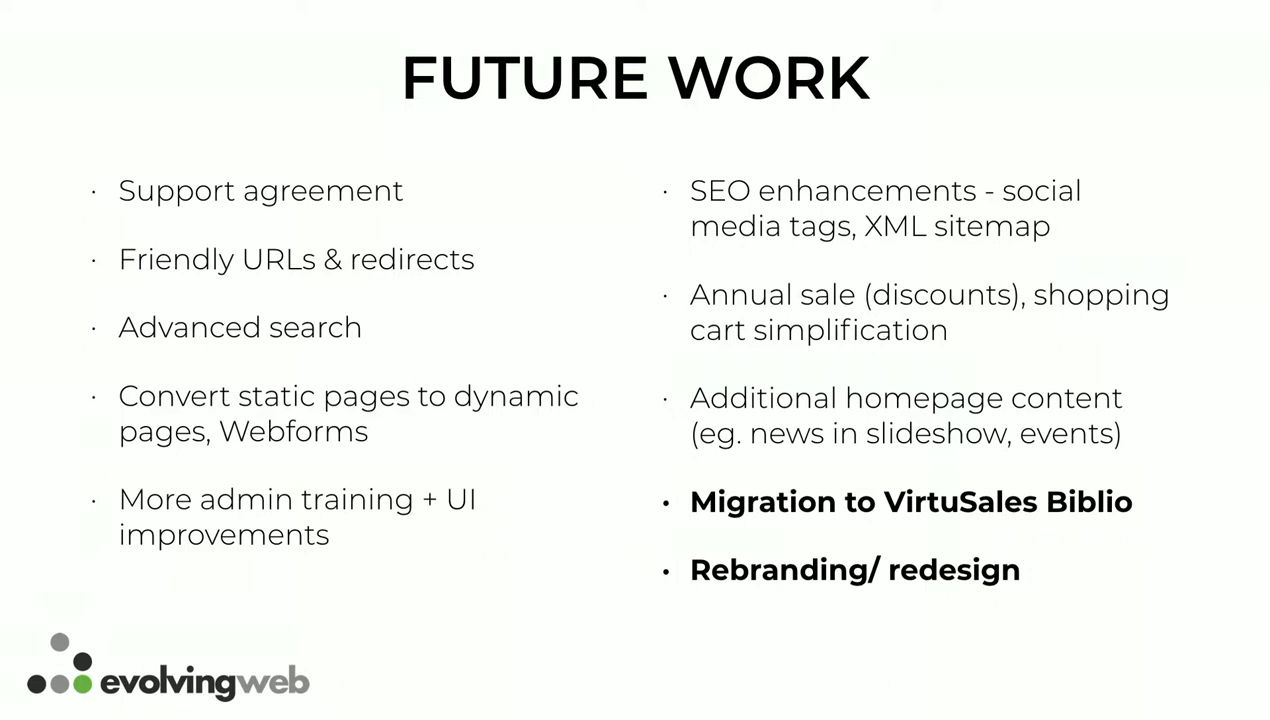 FUTURE WORK
· Support agreement
· Friendly URLs & redirects
· Advanced search
· Convert static pages to dynamic
pages, Webforms
· More admin training + UI
improvements
· SEO enhancements - social
media tags, XML sitemap
· Annual sale (discounts), shopping
cart simplification
· Additional homepage content
(eg. news in slideshow, events)
· Migration to VirtuSales Biblio
· Rebranding/ redesign
evolvingweb